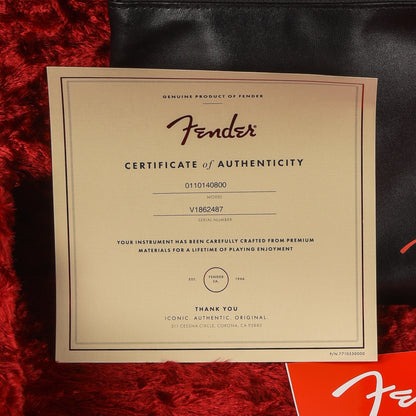 GENUINE PRODUCT OF FENDER
Fender
CERTIFICATE of AUTHENTICITY
0110140800
MODEL
V1862487
SERIAL NUMBER
YOUR INSTRUMENT HAS BEEN CAREFULLY CRAFTED FROM PREMIUM
MATERIALS FOR A LIFETIME OF PLAYING ENJOYMENT
EST. FENDER 1946
CA.
THANK YOU
ICONIC. AUTHENTIC. ORIGINAL.
311 CESSNA CIRCLE, CORONA, CA 92880
Fender